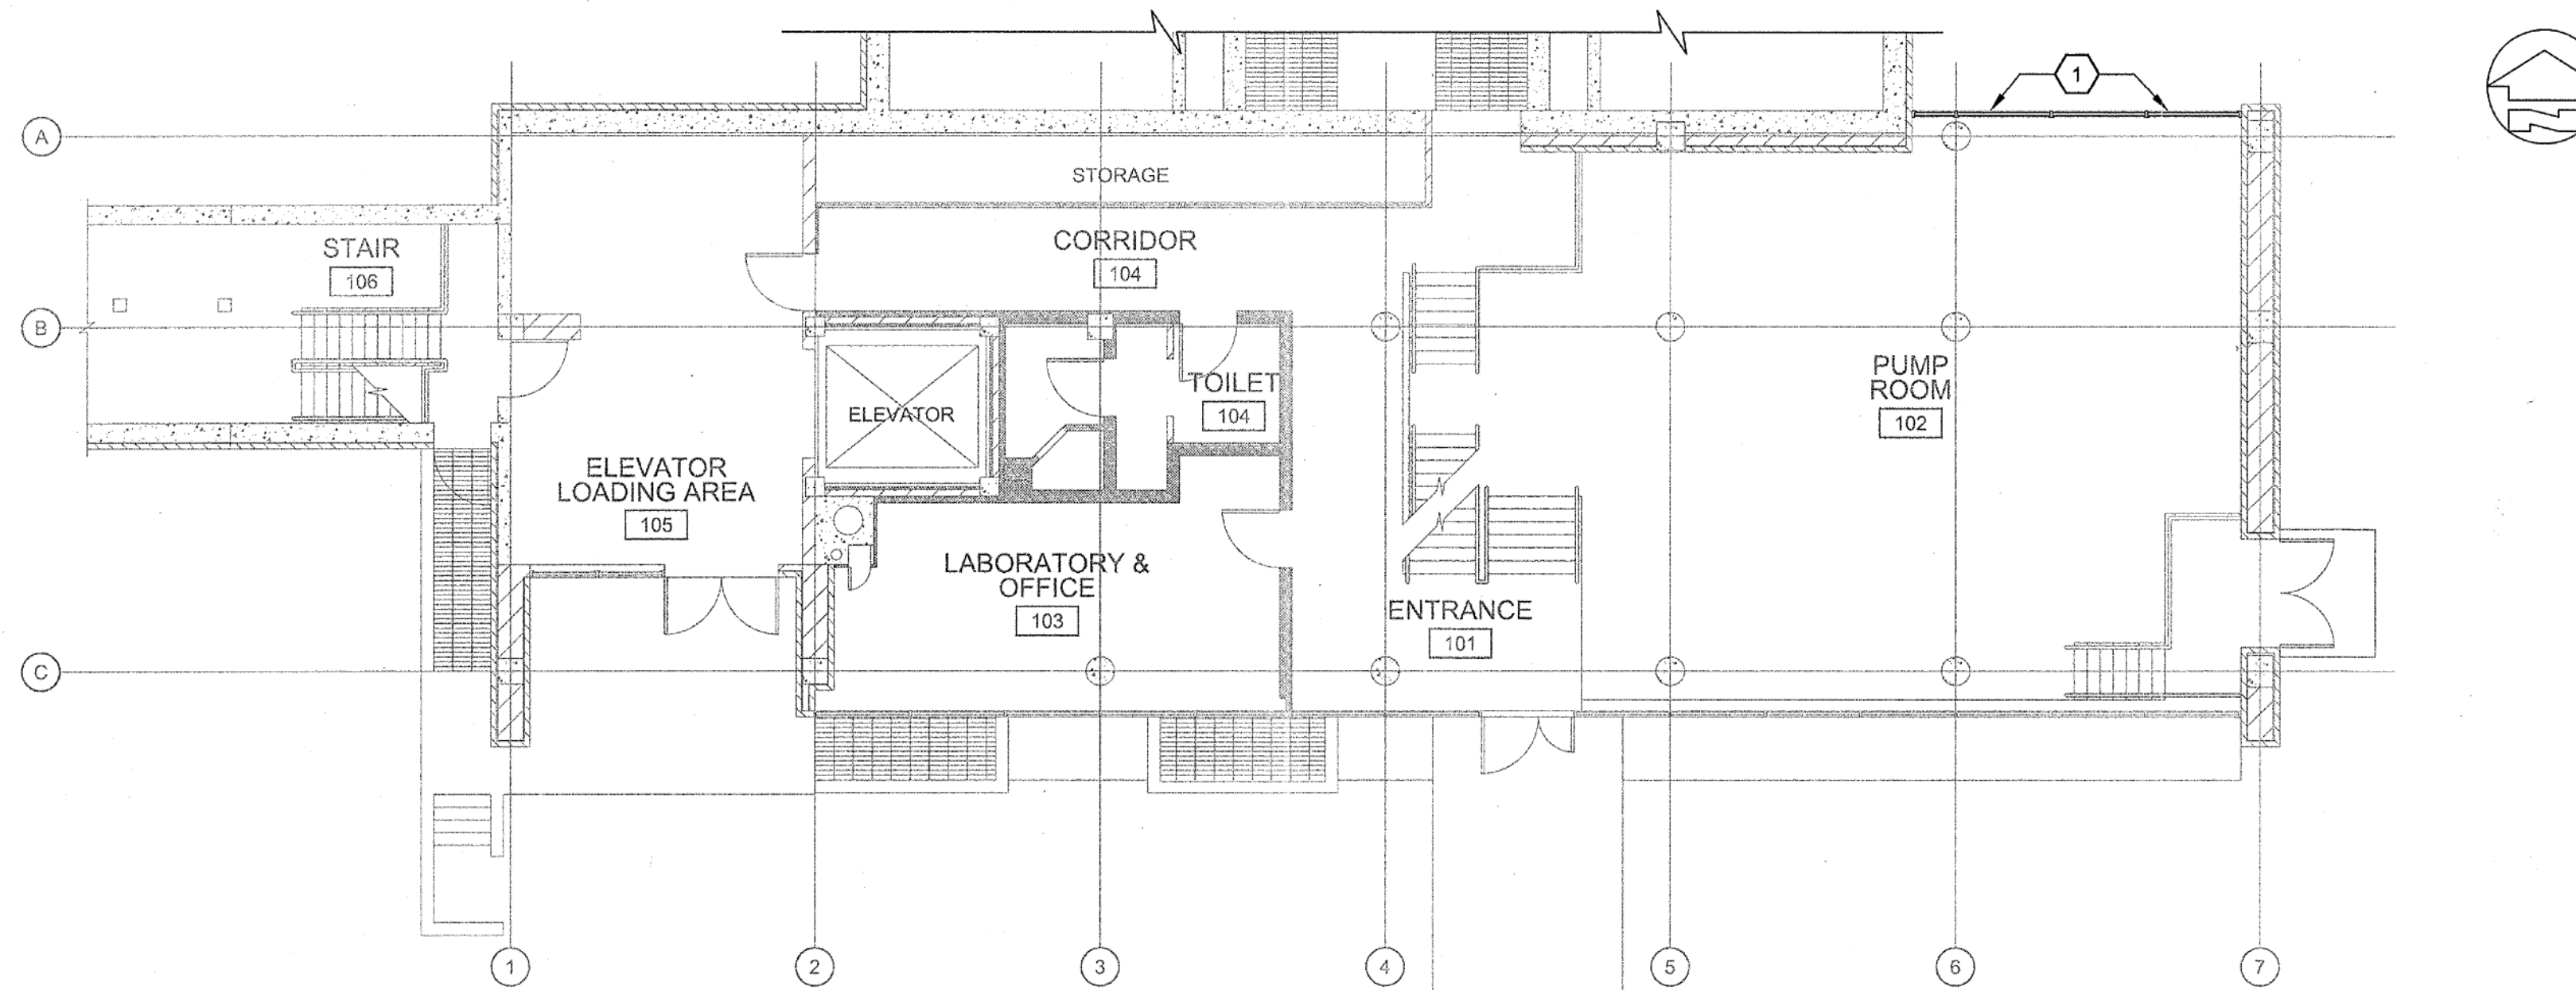 1
A
STORAGE
STAIR
106
CORRIDOR
104
B
PUMP
ROOM
102
TOILET
104
ELEVATOR
ELEVATOR
LOADING AREA
105
LABORATORY &
OFFICE
103
ENTRANCE
101
C
1
2
3
4
5
6
7